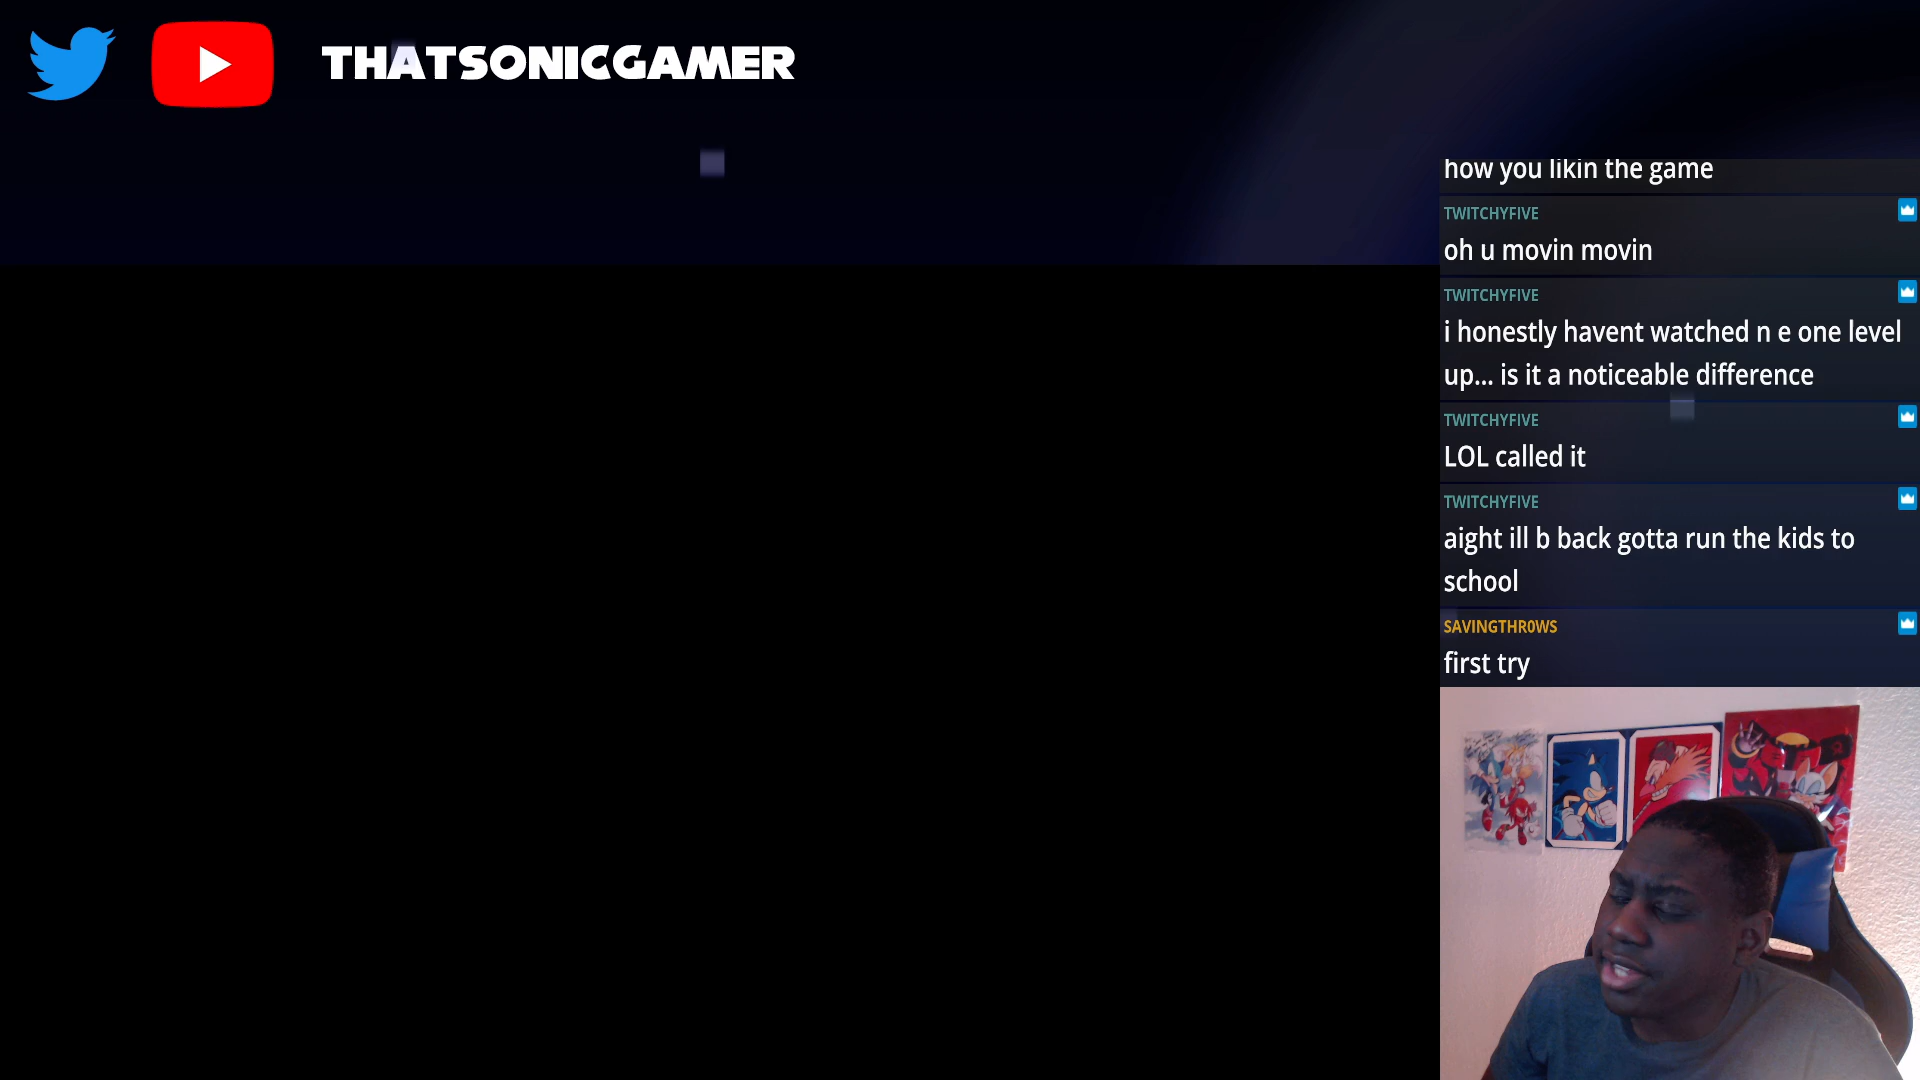 THATSONICGAMER
how you likin the game
TWITCHYFIVE
oh u movin movin
TWITCHYFIVE
i honestly havent watched n e one level
up... is it a noticeable difference
TWITCHYFIVE
LOL called it
TWITCHYFIVE
aight ill b back gotta run the kids to
school
SAVINGTHR0WS
first try